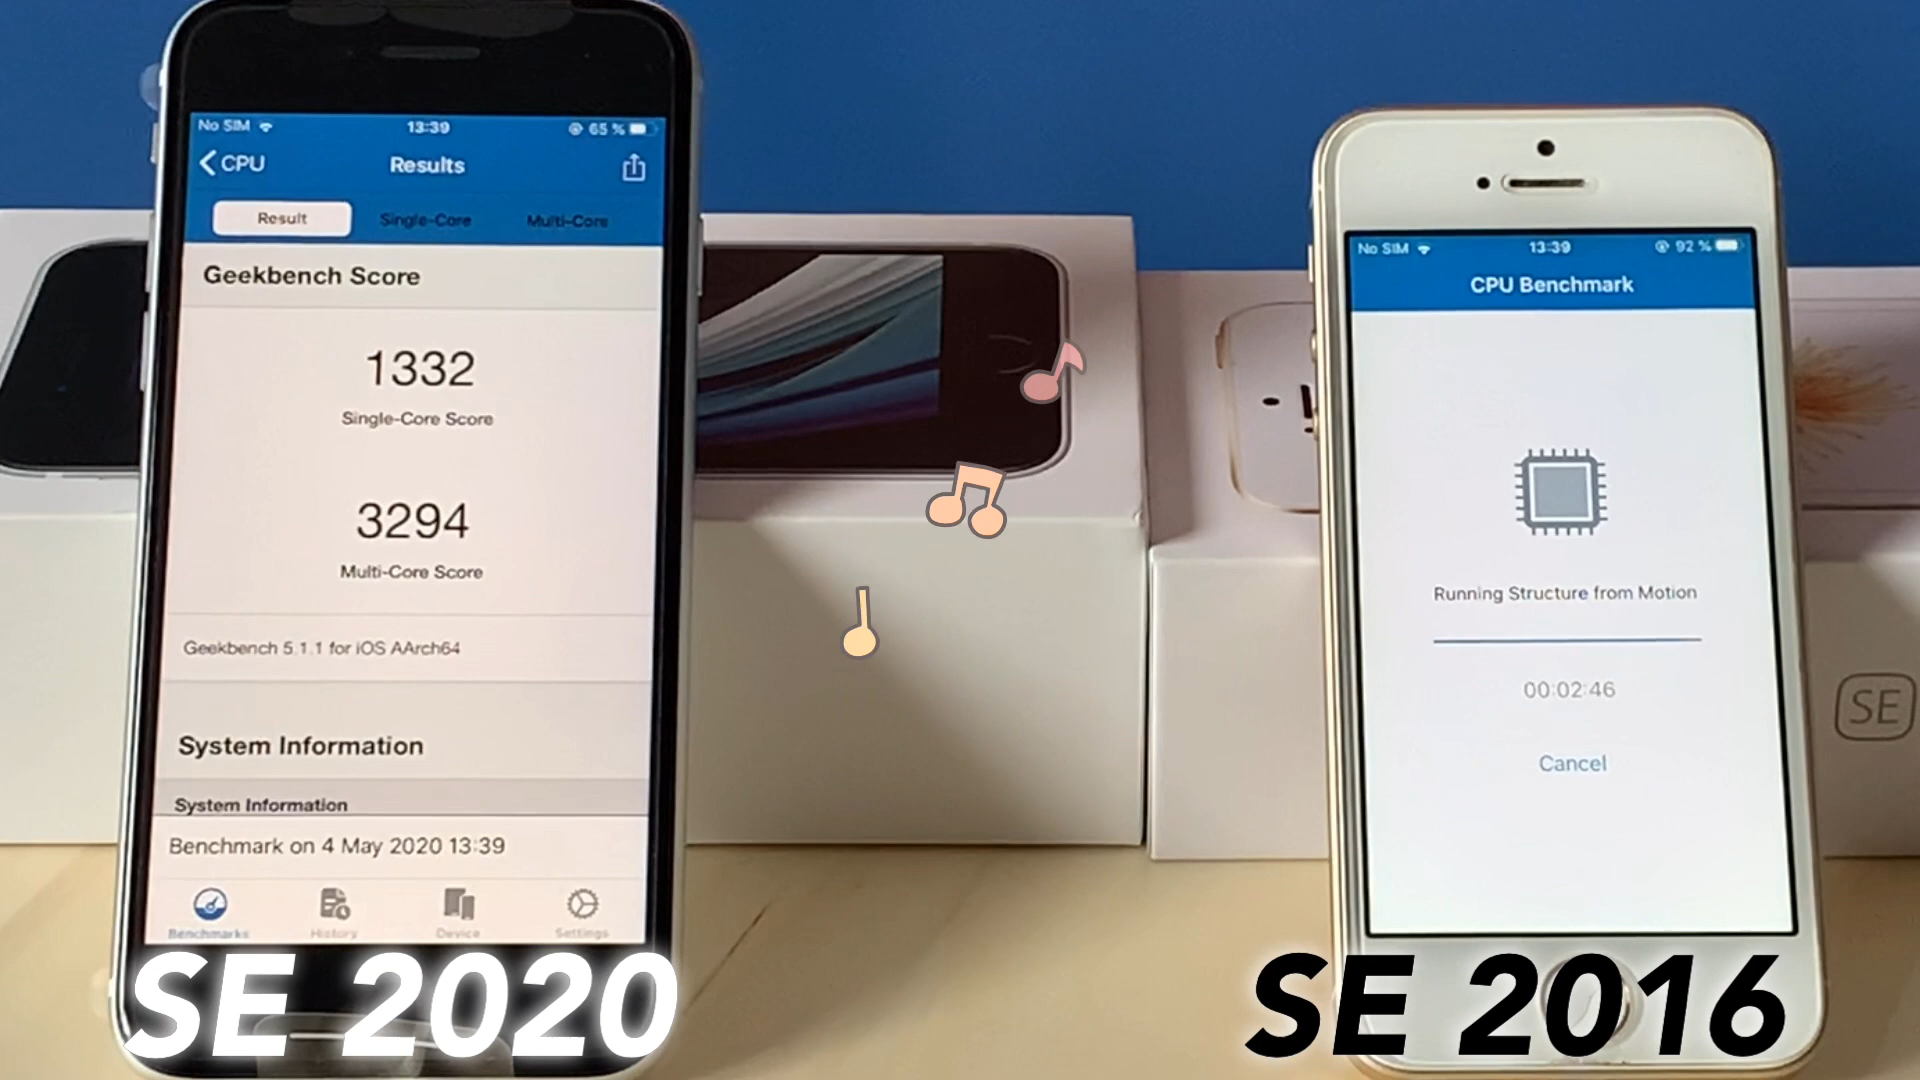 No SIM 13:39 65 %
CPU Results
Result Single-Core Multi-Core
Geekbench Score
1332
Single-Core Score
3294
Multi-Core Score
Geekbench 5.1.1 for iOS AArch64
System Information
System Information
Benchmark on 4 May 2020 13:39
Benchmarks History Device Settings
SE 2020
No SIM 13:39 92 %
CPU Benchmark
Running Structure from Motion
00:02:46
Cancel
SE
SE 2016